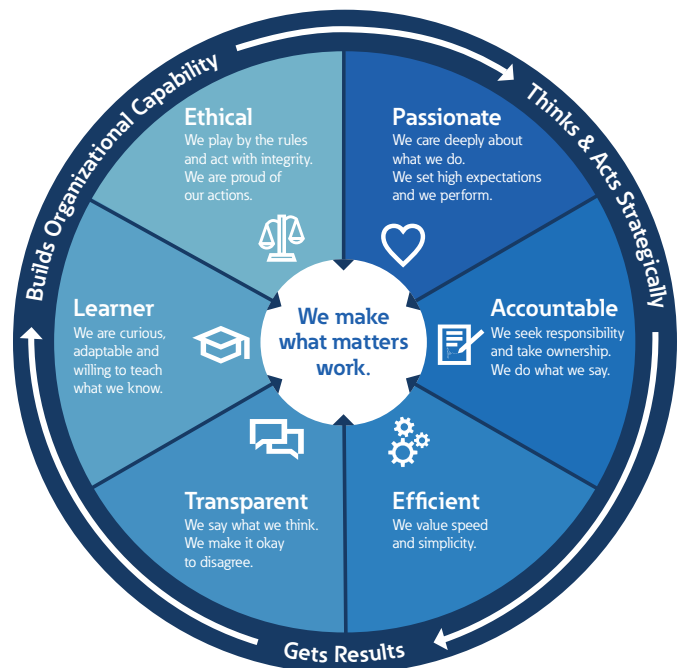 Builds Organizational Capability
Thinks & Acts Strategically
Gets Results
Ethical
We play by the rules
and act with integrity.
We are proud of
our actions.
Passionate
We care deeply about
what we do.
We set high expectations
and we perform.
Learner
We are curious,
adaptable and
willing to teach
what we know.
We make
what matters
work.
Accountable
We seek responsibility
and take ownership.
We do what we say.
Transparent
We say what we think.
We make it okay
to disagree.
Efficient
We value speed
and simplicity.